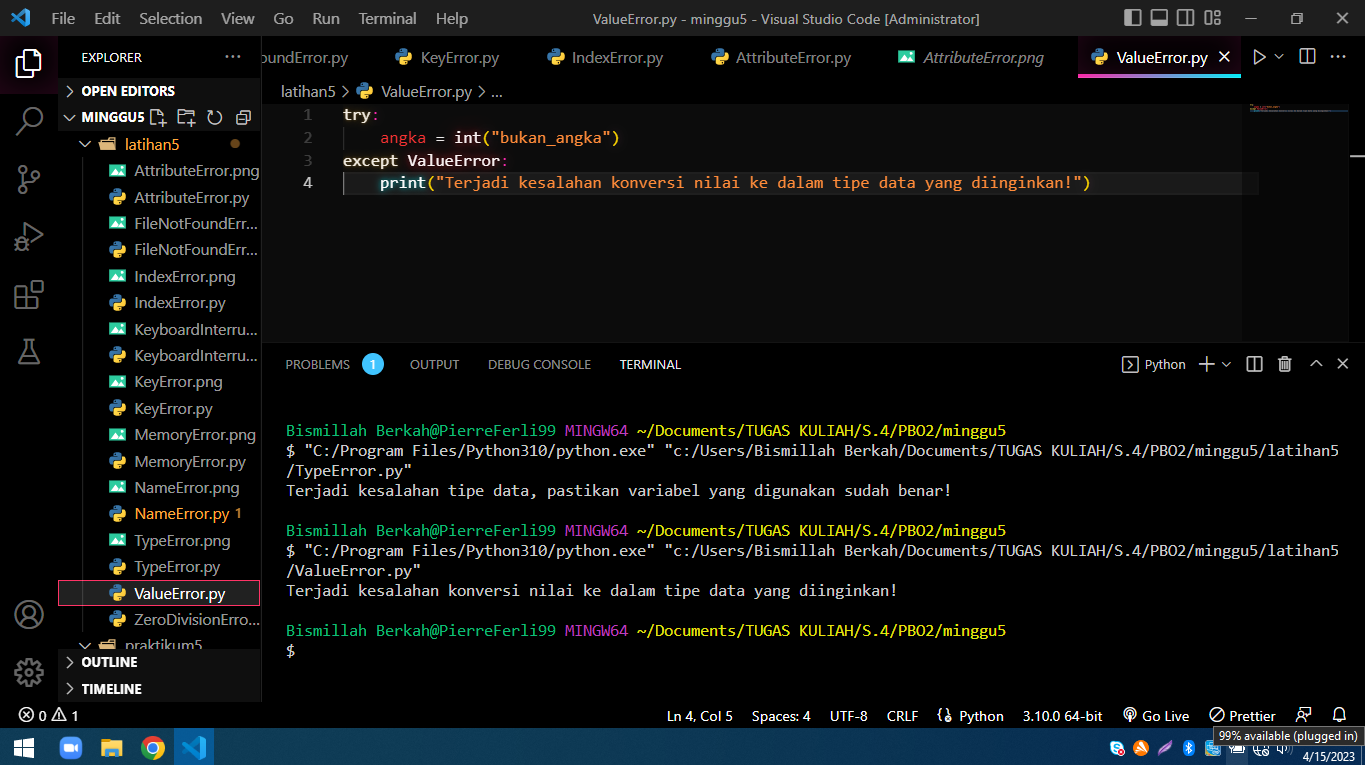 File Edit Selection View Go Run Terminal Help
ValueError.py - minggu5 - Visual Studio Code [Administrator]
EXPLORER
oundError.py KeyError.py IndexError.py AttributeError.py AttributeError.png ValueError.py
latihan5 > ValueError.py > ...
OPEN EDITORS
MINGGU5
latihan5
AttributeError.png
AttributeError.py
FileNotFoundErr...
FileNotFoundErr...
IndexError.png
IndexError.py
KeyboardInterru...
KeyboardInterru...
KeyError.png
KeyError.py
MemoryError.png
MemoryError.py
NameError.png
NameError.py 1
TypeError.png
TypeError.py
ValueError.py
ZeroDivisionErro...
praktikum5
OUTLINE
TIMELINE
1 try:
2 angka = int("bukan_angka")
3 except ValueError:
4 print("Terjadi kesalahan konversi nilai ke dalam tipe data yang diinginkan!")
PROBLEMS 1 OUTPUT DEBUG CONSOLE TERMINAL
Python
Bismillah Berkah@PierreFerli99 MINGW64 ~/Documents/TUGAS KULIAH/S.4/PBO2/minggu5
$ "C:/Program Files/Python310/python.exe" "c:/Users/Bismillah Berkah/Documents/TUGAS KULIAH/S.4/PBO2/minggu5/latihan5
/TypeError.py"
Terjadi kesalahan tipe data, pastikan variabel yang digunakan sudah benar!
Bismillah Berkah@PierreFerli99 MINGW64 ~/Documents/TUGAS KULIAH/S.4/PBO2/minggu5
$ "C:/Program Files/Python310/python.exe" "c:/Users/Bismillah Berkah/Documents/TUGAS KULIAH/S.4/PBO2/minggu5/latihan5
/ValueError.py"
Terjadi kesalahan konversi nilai ke dalam tipe data yang diinginkan!
Bismillah Berkah@PierreFerli99 MINGW64 ~/Documents/TUGAS KULIAH/S.4/PBO2/minggu5
$
0 1
Ln 4, Col 5 Spaces: 4 UTF-8 CRLF Python 3.10.0 64-bit Go Live Prettier
99% available (plugged in)
4/15/2023